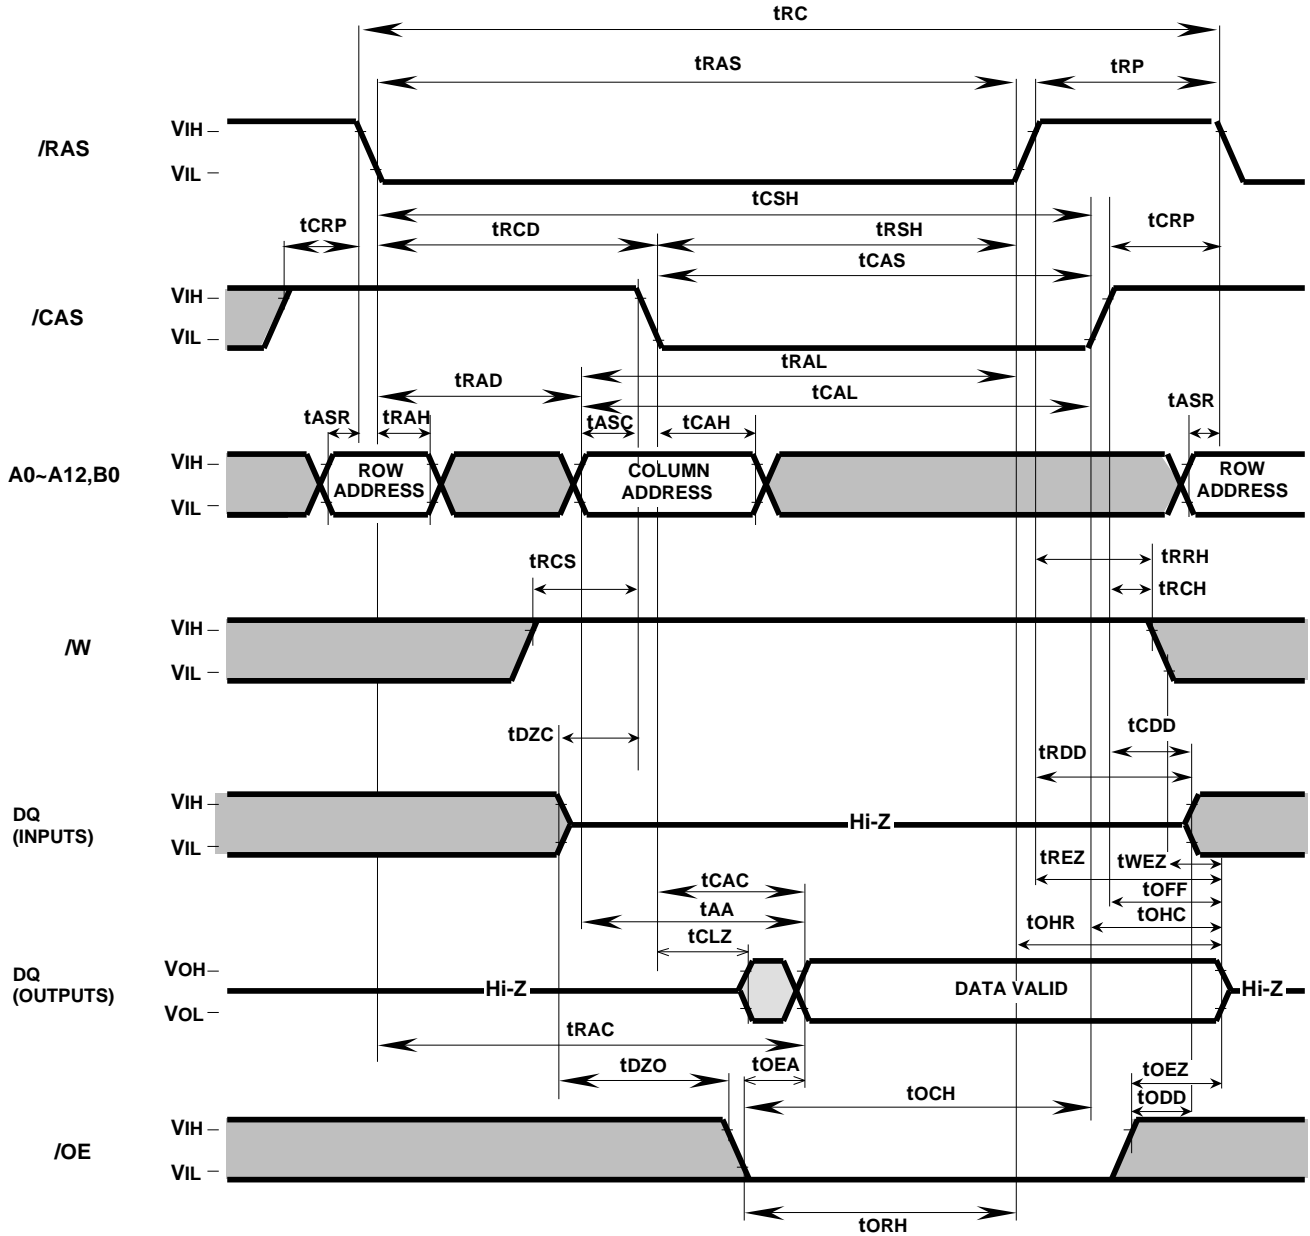 tRC
tRAS
tRP
/RAS
VIH
VIL
tCSH
tCRP
tRCD
tRSH
tCRP
tCAS
/CAS
VIH
VIL
tRAL
tRAD
tCAL
tASR
tRAH
tASC
tCAH
tASR
A0~A12,B0
VIH
VIL
ROW
ADDRESS
COLUMN
ADDRESS
ROW
ADDRESS
tRCS
tRRH
tRCH
/W
VIH
VIL
tDZC
tCDD
tRDD
DQ
(INPUTS)
VIH
VIL
Hi-Z
tREZ
tWEZ
tCAC
tOFF
tAA
tOHC
tCLZ
tOHR
DQ
(OUTPUTS)
VOH
VOL
Hi-Z
DATA VALID
Hi-Z
tRAC
tDZO
tOEA
tOEZ
tOCH
tODD
/OE
VIH
VIL
tORH